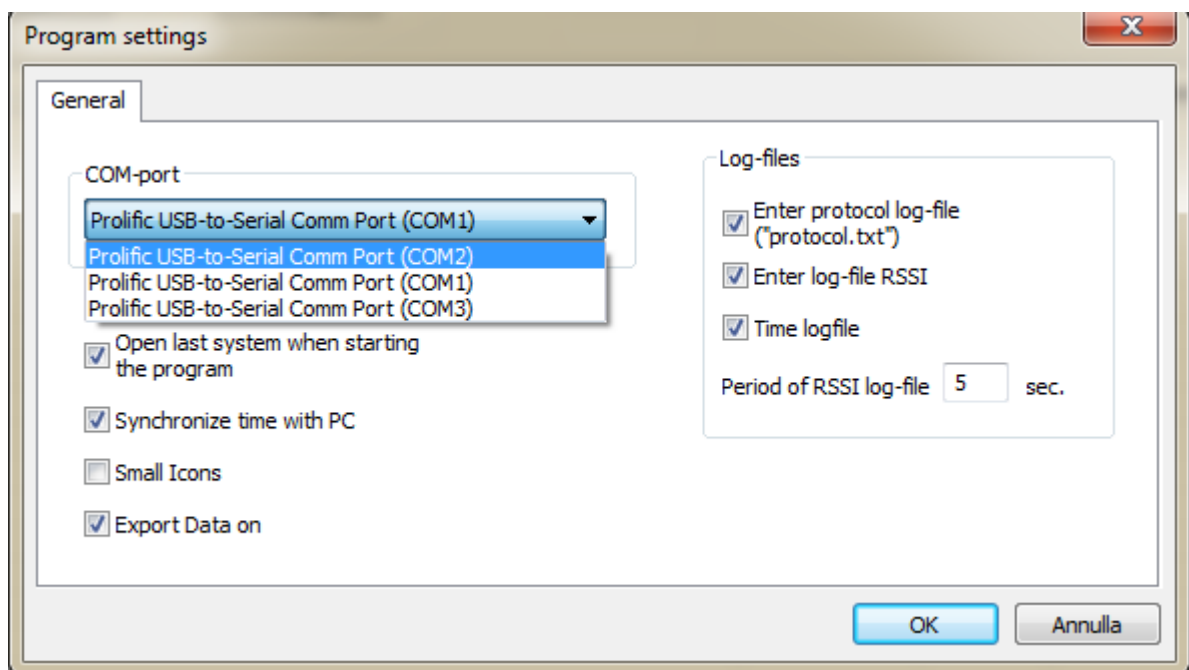 Program settings
General
COM-port
Prolific USB-to-Serial Comm Port (COM1)
Prolific USB-to-Serial Comm Port (COM2)
Prolific USB-to-Serial Comm Port (COM1)
Prolific USB-to-Serial Comm Port (COM3)
Open last system when starting
the program
Synchronize time with PC
Small Icons
Export Data on
Log-files
Enter protocol log-file
("protocol.txt")
Enter log-file RSSI
Time logfile
Period of RSSI log-file 5 sec.
OK
Annulla